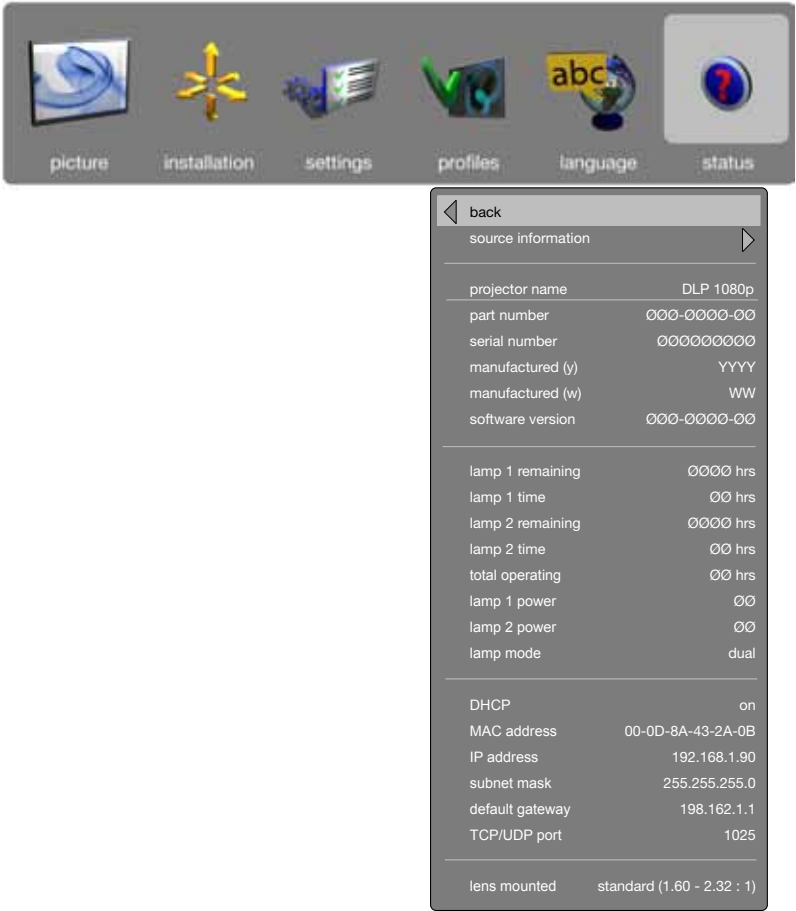 abc
?
picture installation settings profiles language status
back
source information
projector name DLP 1080p
part number ØØØ-ØØØØ-ØØ
serial number ØØØØØØØØØ
manufactured (y) YYYY
manufactured (w) WW
software version ØØØ-ØØØØ-ØØ
lamp 1 remaining ØØØØ hrs
lamp 1 time ØØ hrs
lamp 2 remaining ØØØØ hrs
lamp 2 time ØØ hrs
total operating ØØ hrs
lamp 1 power ØØ
lamp 2 power ØØ
lamp mode dual
DHCP on
MAC address 00-0D-8A-43-2A-0B
IP address 192.168.1.90
subnet mask 255.255.255.0
default gateway 198.162.1.1
TCP/UDP port 1025
lens mounted standard (1.60 - 2.32 : 1)